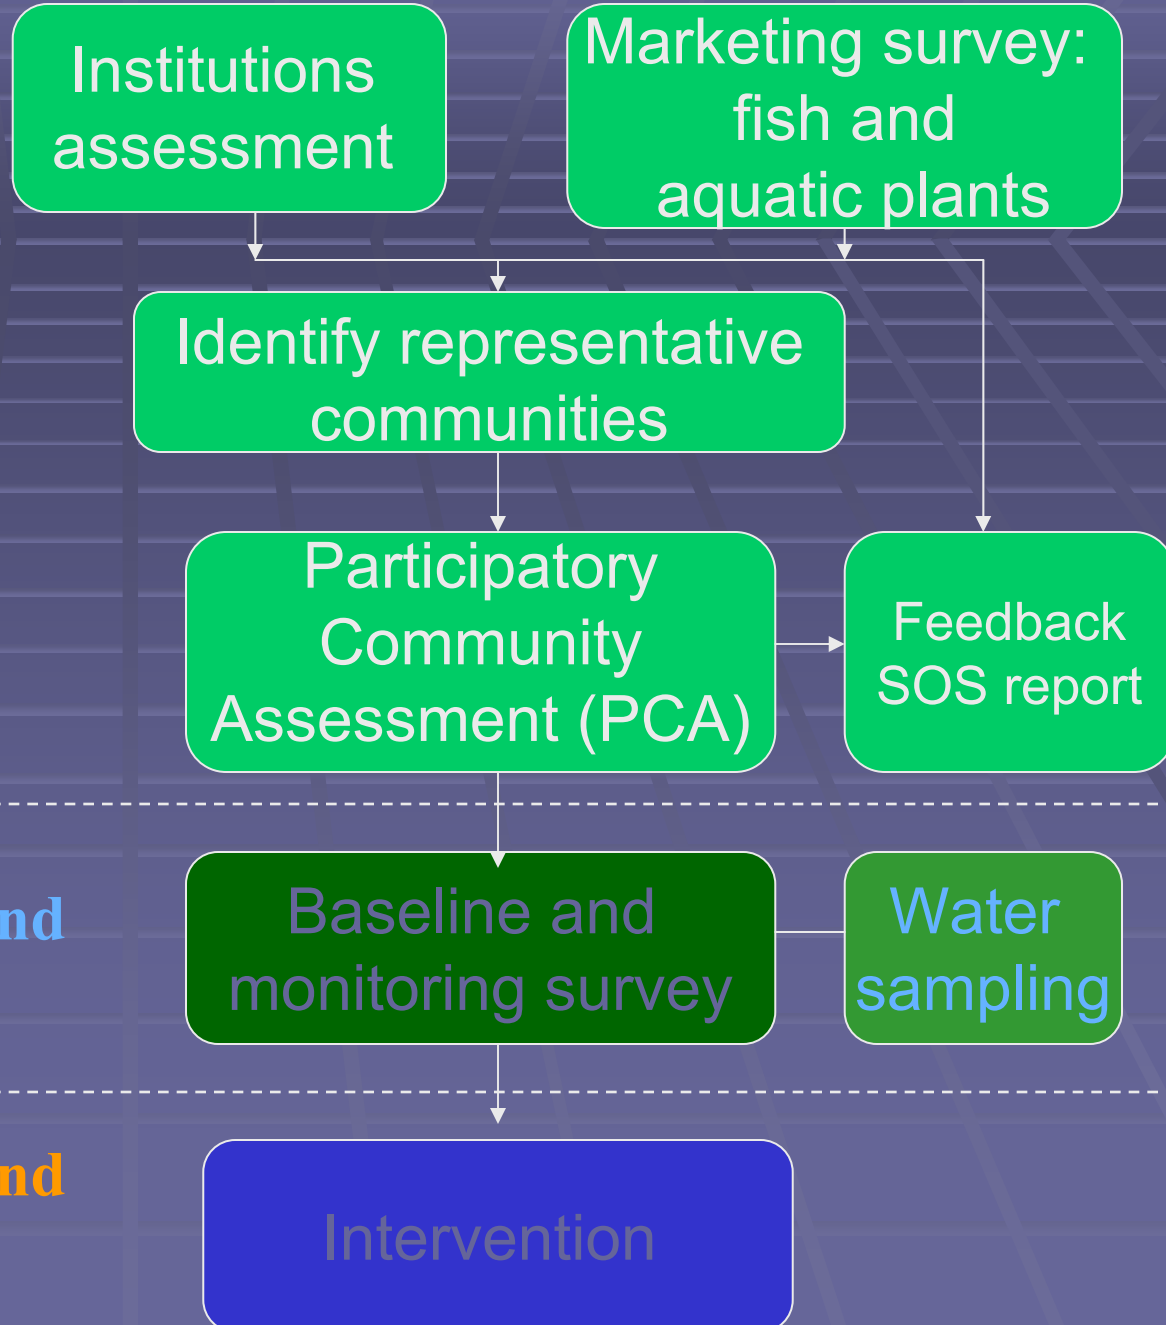 Institutions
assessment
Marketing survey:
fish and
aquatic plants
Identify representative
communities
Participatory
Community
Assessment (PCA)
Feedback
SOS report
nd
Baseline and
monitoring survey
Water
sampling
nd
Intervention